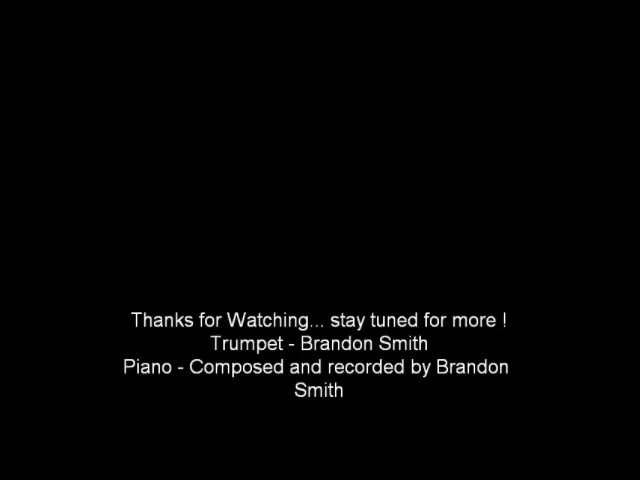 Thanks for Watching... stay tuned for more !
Trumpet - Brandon Smith
Piano - Composed and recorded by Brandon
Smith